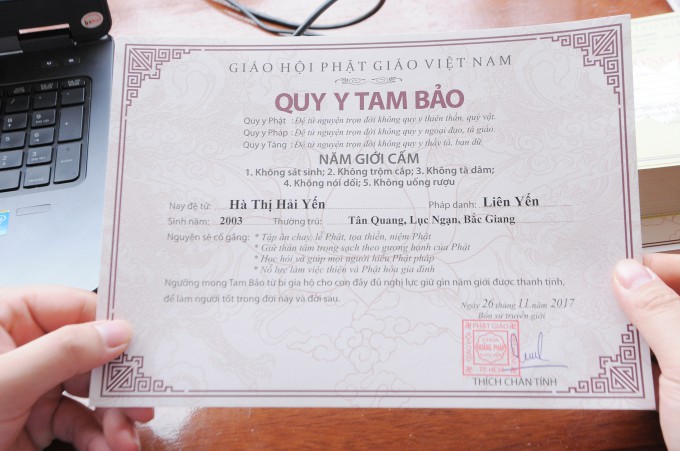 GIÁO HỘI PHẬT GIÁO VIỆT NAM
QUY Y TAM BẢO
Quy y Phật : Đệ tử nguyện trọn đời không quy y thiên thần, quỷ vật.
Quy y Pháp : Đệ tử nguyện trọn đời không quy y ngoại đạo, tà giáo.
Quy y Tăng : Đệ tử nguyện trọn đời không quy y thầy tà, bạn dữ
NĂM GIỚI CẤM
1. Không sát sinh; 2. Không trộm cắp; 3. Không tà dâm;
4. Không nói dối; 5. Không uống rượu
Nay đệ tử: Hà Thị Hải Yến Pháp danh: Liên Yến
Sinh năm: 2003 Thường trú: Tân Quang, Lục Ngạn, Bắc Giang
Nguyện sẽ cố gắng: * Tập ăn chay, lễ Phật, tọa thiền, niệm Phật
* Giữ thân tâm trong sạch theo gương hạnh của Phật
* Học hỏi và giúp mọi người hiểu Phật pháp
* Nỗ lực làm việc thiện và Phật hóa gia đình
Ngưỡng mong Tam Bảo từ bi gia hộ cho con đầy đủ nghị lực giữ gìn năm giới được thanh tịnh,
để làm người tốt trong đời này và đời sau.
Ngày 26 tháng 11 năm 2017
Bổn sư truyền giới
PHẬT GIÁO
HOẰNG PHÁP
THÍCH CHÂN TÍNH